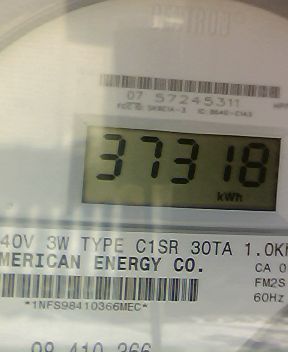 07 57245311
37318
kWh
40V 3W TYPE C1SR 30TA 1.0K
MERICAN ENERGY CO.
CA 0
FM2S
60Hz
*1NFS98410366MEC*
98 410 366